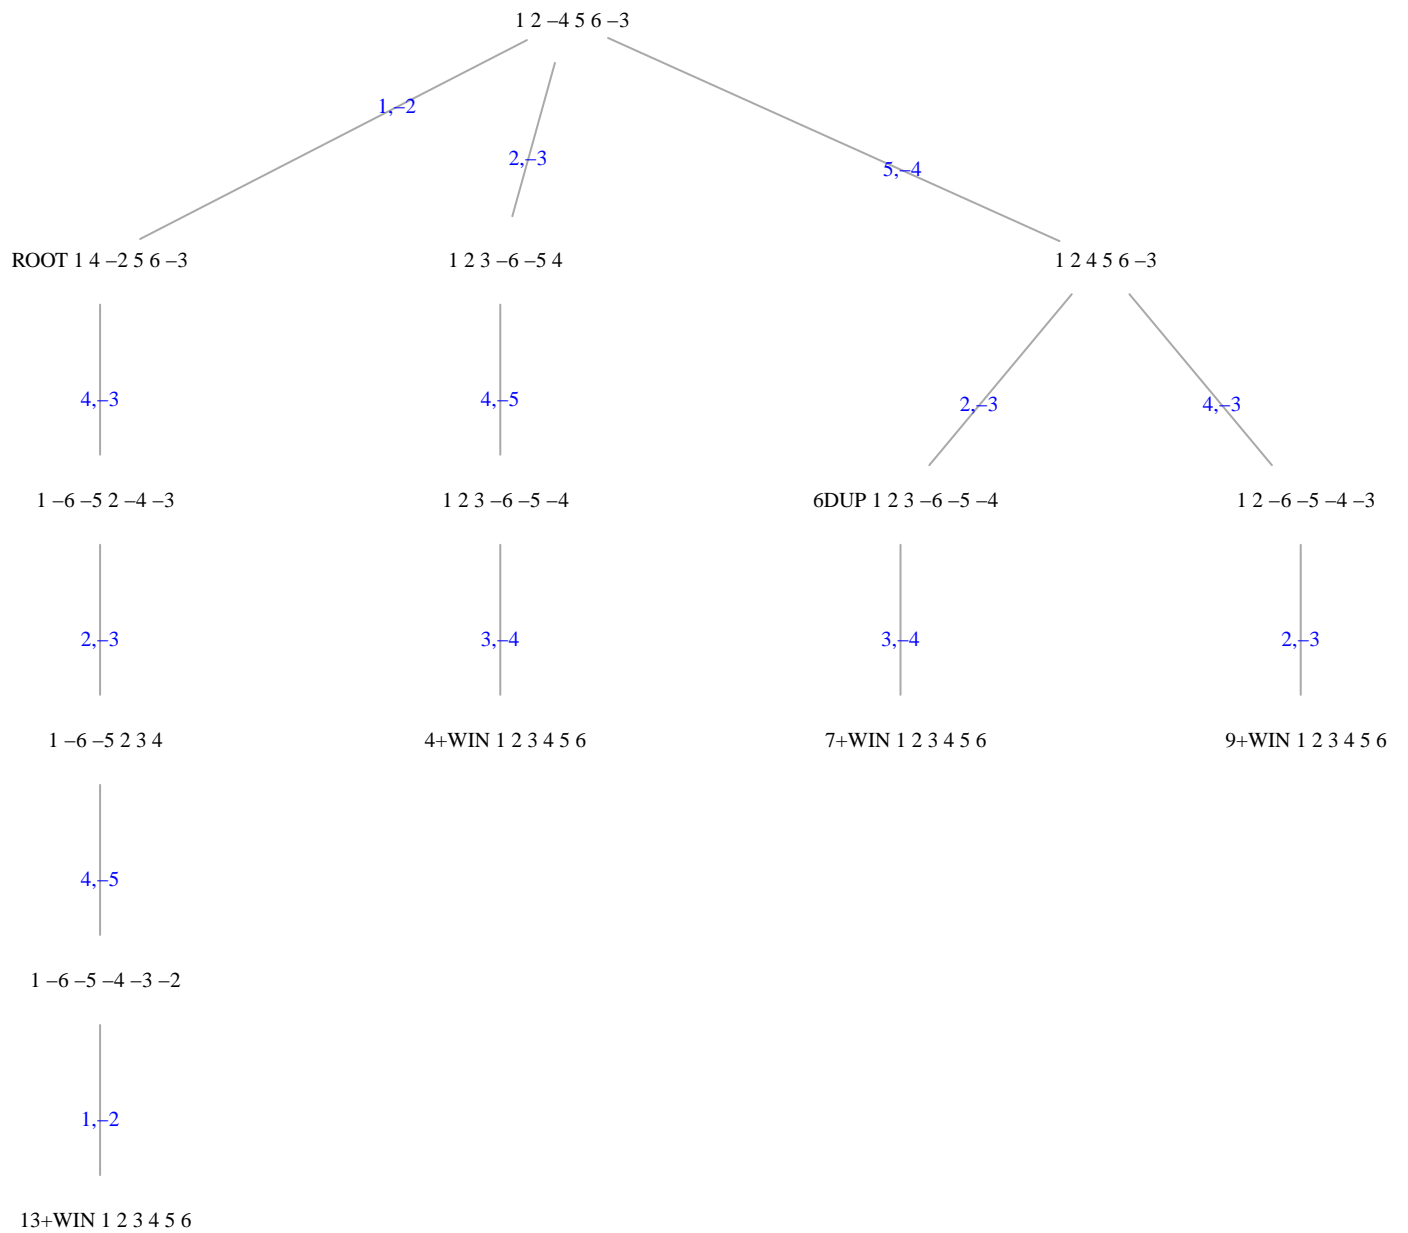 1 2 –4 5 6 –3
1,–2
2,–3
5,–4
ROOT 1 4 –2 5 6 –3
1 2 3 –6 –5 4
1 2 4 5 6 –3
4,–3
4,–5
2,–3
4,–3
1 –6 –5 2 –4 –3
1 2 3 –6 –5 –4
6DUP 1 2 3 –6 –5 –4
1 2 –6 –5 –4 –3
2,–3
3,–4
3,–4
2,–3
1 –6 –5 2 3 4
4+WIN 1 2 3 4 5 6
7+WIN 1 2 3 4 5 6
9+WIN 1 2 3 4 5 6
4,–5
1 –6 –5 –4 –3 –2
1,–2
13+WIN 1 2 3 4 5 6